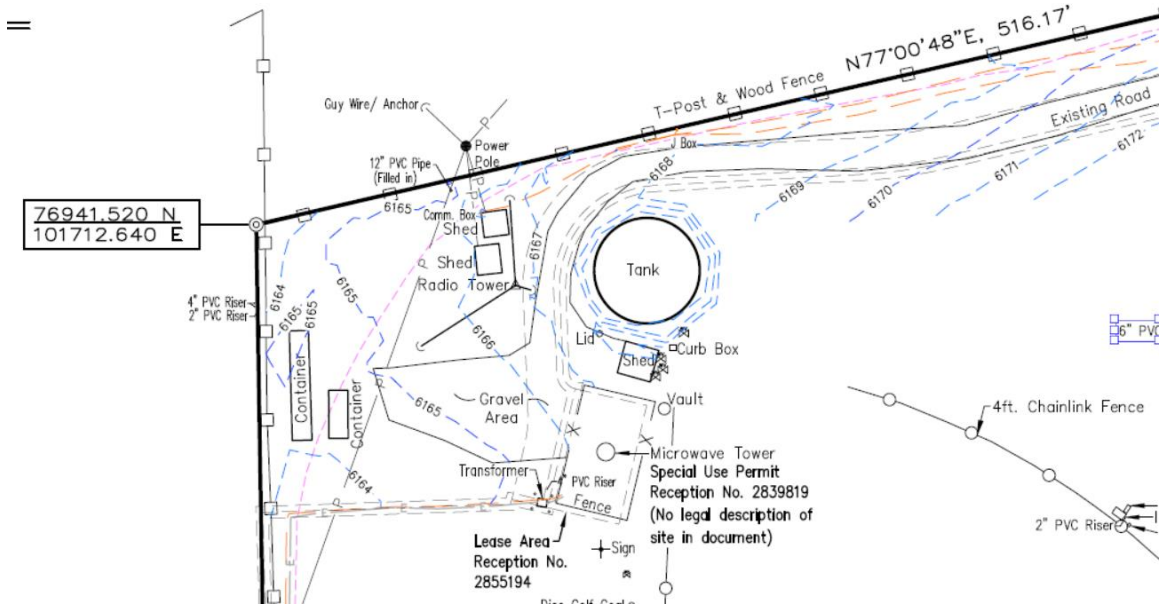 N77°00'48"E, 516.17'
T-Post & Wood Fence
Existing Road
Guy Wire/ Anchor
P
Power
Pole
J Box
12" PVC Pipe
(Filled in)
6165
6168
6169
6170
6171
6172
76941.520 N
101712.640 E
Comm. Box
Shed
P
P
6167
Shed
P
Tank
Radio Tower
P
6164
6165
4" PVC Riser
2" PVC Riser
6165
6165
6166
Lid
Shed
Curb Box
6" PVC
Container
Container
P
6165
Gravel
Area
Vault
X
X
4ft. Chainlink Fence
Microwave Tower
Transformer
PVC Riser
Fence
6164
P
Special Use Permit
Reception No. 2839819
(No legal description of
site in document)
Lease Area
Reception No.
2855194
Sign
2" PVC Riser